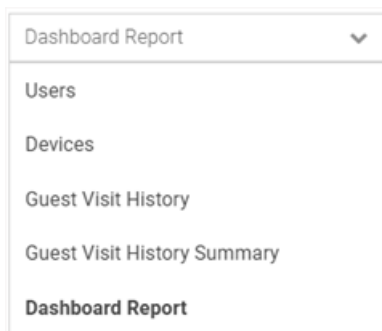 Dashboard Report
Users
Devices
Guest Visit History
Guest Visit History Summary
Dashboard Report